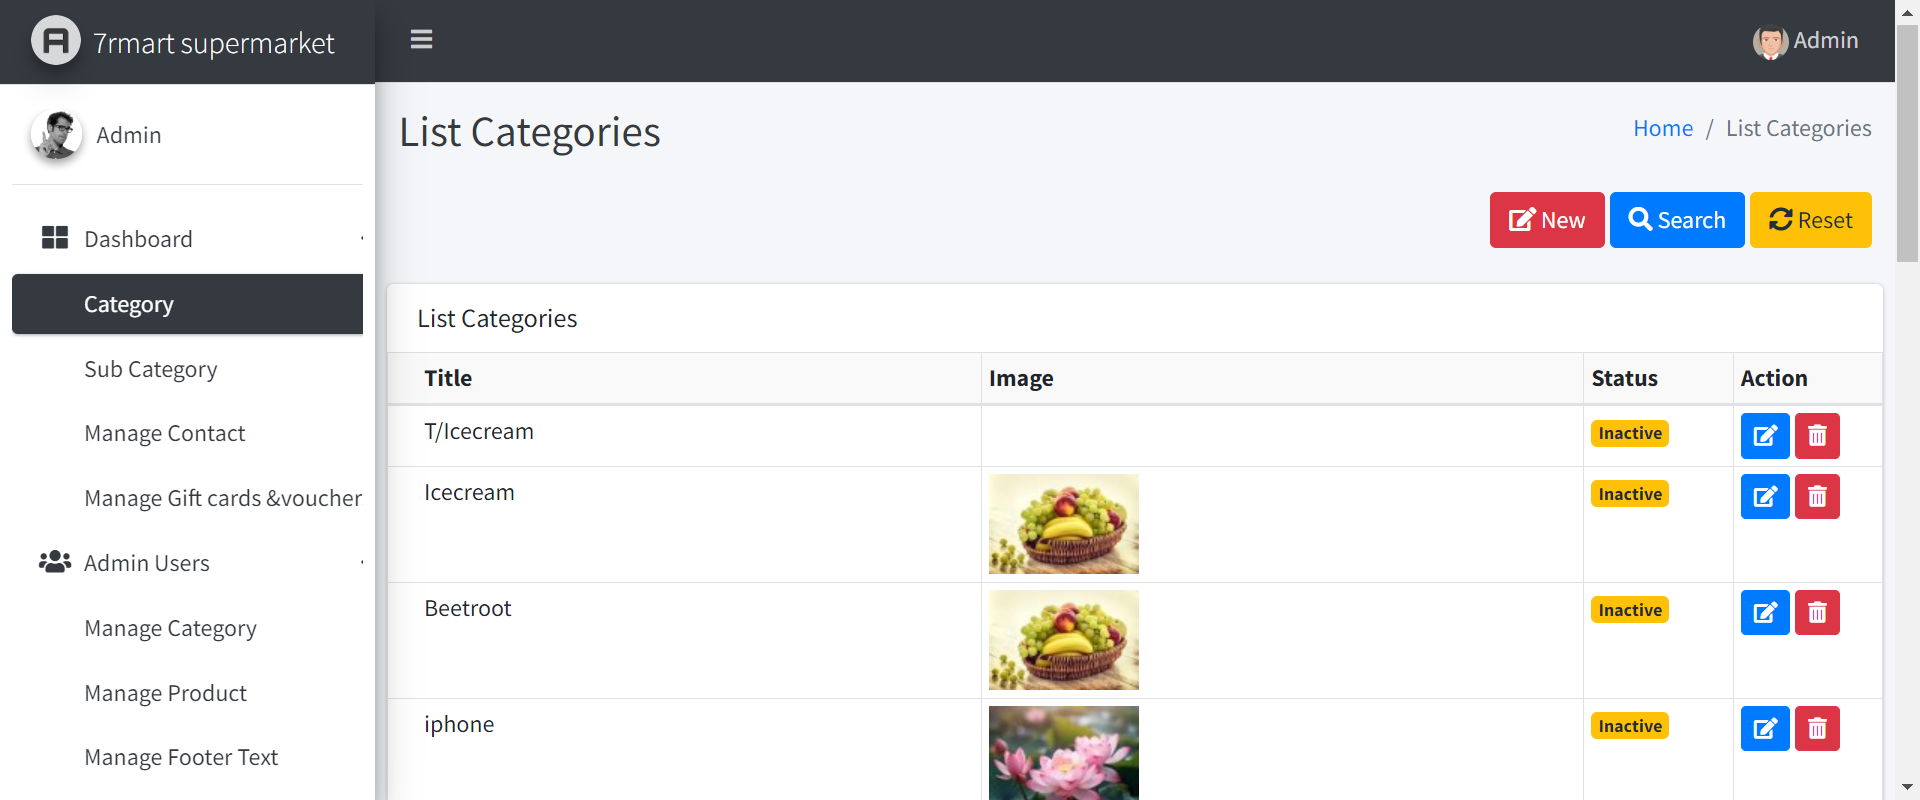 7rmart supermarket
Admin
Admin
List Categories
Home / List Categories
New
Search
Reset
Dashboard
Category
Sub Category
Manage Contact
Manage Gift cards &voucher
Admin Users
Manage Category
Manage Product
Manage Footer Text
List Categories
Title Image Status Action
T/Icecream Inactive
Icecream Inactive
Beetroot Inactive
iphone Inactive